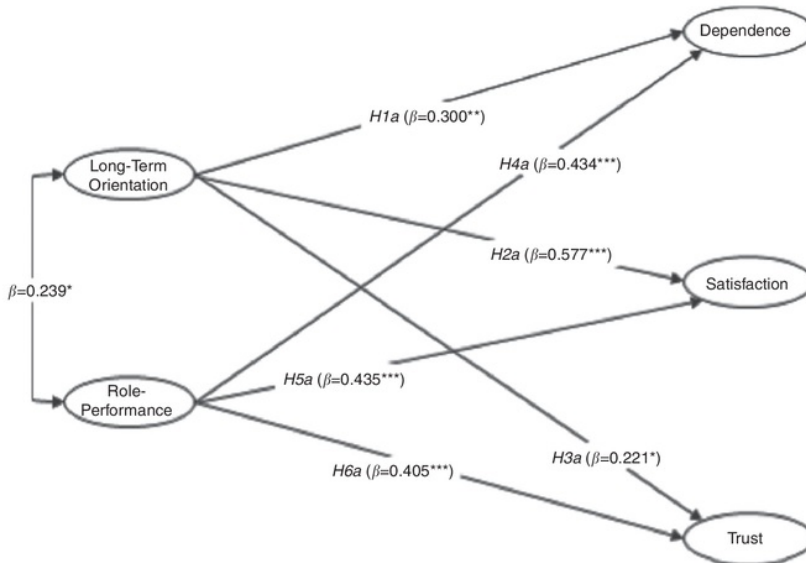 Dependence
H1a (β=0.300**)
Long-Term
Orientation
H4a (β=0.434***)
H2a (β=0.577***)
β=0.239*
Satisfaction
H5a (β=0.435***)
Role-
Performance
H6a (β=0.405***)
H3a (β=0.221*)
Trust